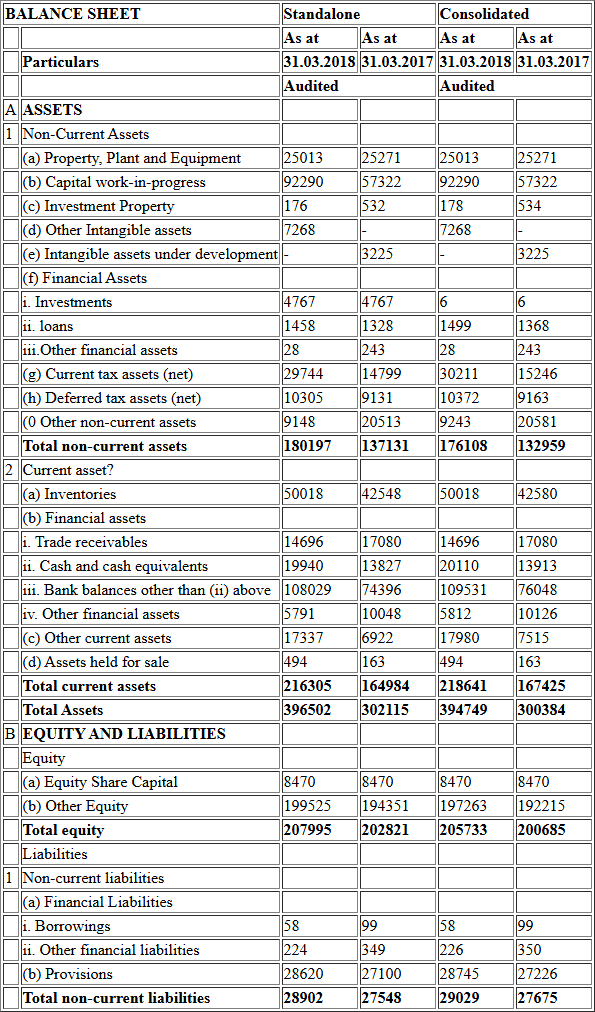 BALANCE SHEET Standalone Consolidated
As at As at As at As at
Particulars 31.03.2018 31.03.2017 31.03.2018 31.03.2017
Audited Audited
A ASSETS
1 Non-Current Assets
(a) Property, Plant and Equipment 25013 25271 25013 25271
(b) Capital work-in-progress 92290 57322 92290 57322
(c) Investment Property 176 532 178 534
(d) Other Intangible assets 7268 - 7268 -
(e) Intangible assets under development - 3225 - 3225
(f) Financial Assets
i. Investments 4767 4767 6 6
ii. loans 1458 1328 1499 1368
iii.Other financial assets 28 243 28 243
(g) Current tax assets (net) 29744 14799 30211 15246
(h) Deferred tax assets (net) 10305 9131 10372 9163
(0 Other non-current assets 9148 20513 9243 20581
Total non-current assets 180197 137131 176108 132959
2 Current asset?
(a) Inventories 50018 42548 50018 42580
(b) Financial assets
i. Trade receivables 14696 17080 14696 17080
ii. Cash and cash equivalents 19940 13827 20110 13913
iii. Bank balances other than (ii) above 108029 74396 109531 76048
iv. Other financial assets 5791 10048 5812 10126
(c) Other current assets 17337 6922 17980 7515
(d) Assets held for sale 494 163 494 163
Total current assets 216305 164984 218641 167425
Total Assets 396502 302115 394749 300384
B EQUITY AND LIABILITIES
Equity
(a) Equity Share Capital 8470 8470 8470 8470
(b) Other Equity 199525 194351 197263 192215
Total equity 207995 202821 205733 200685
Liabilities
1 Non-current liabilities
(a) Financial Liabilities
i. Borrowings 58 99 58 99
ii. Other financial liabilities 224 349 226 350
(b) Provisions 28620 27100 28745 27226
Total non-current liabilities 28902 27548 29029 27675